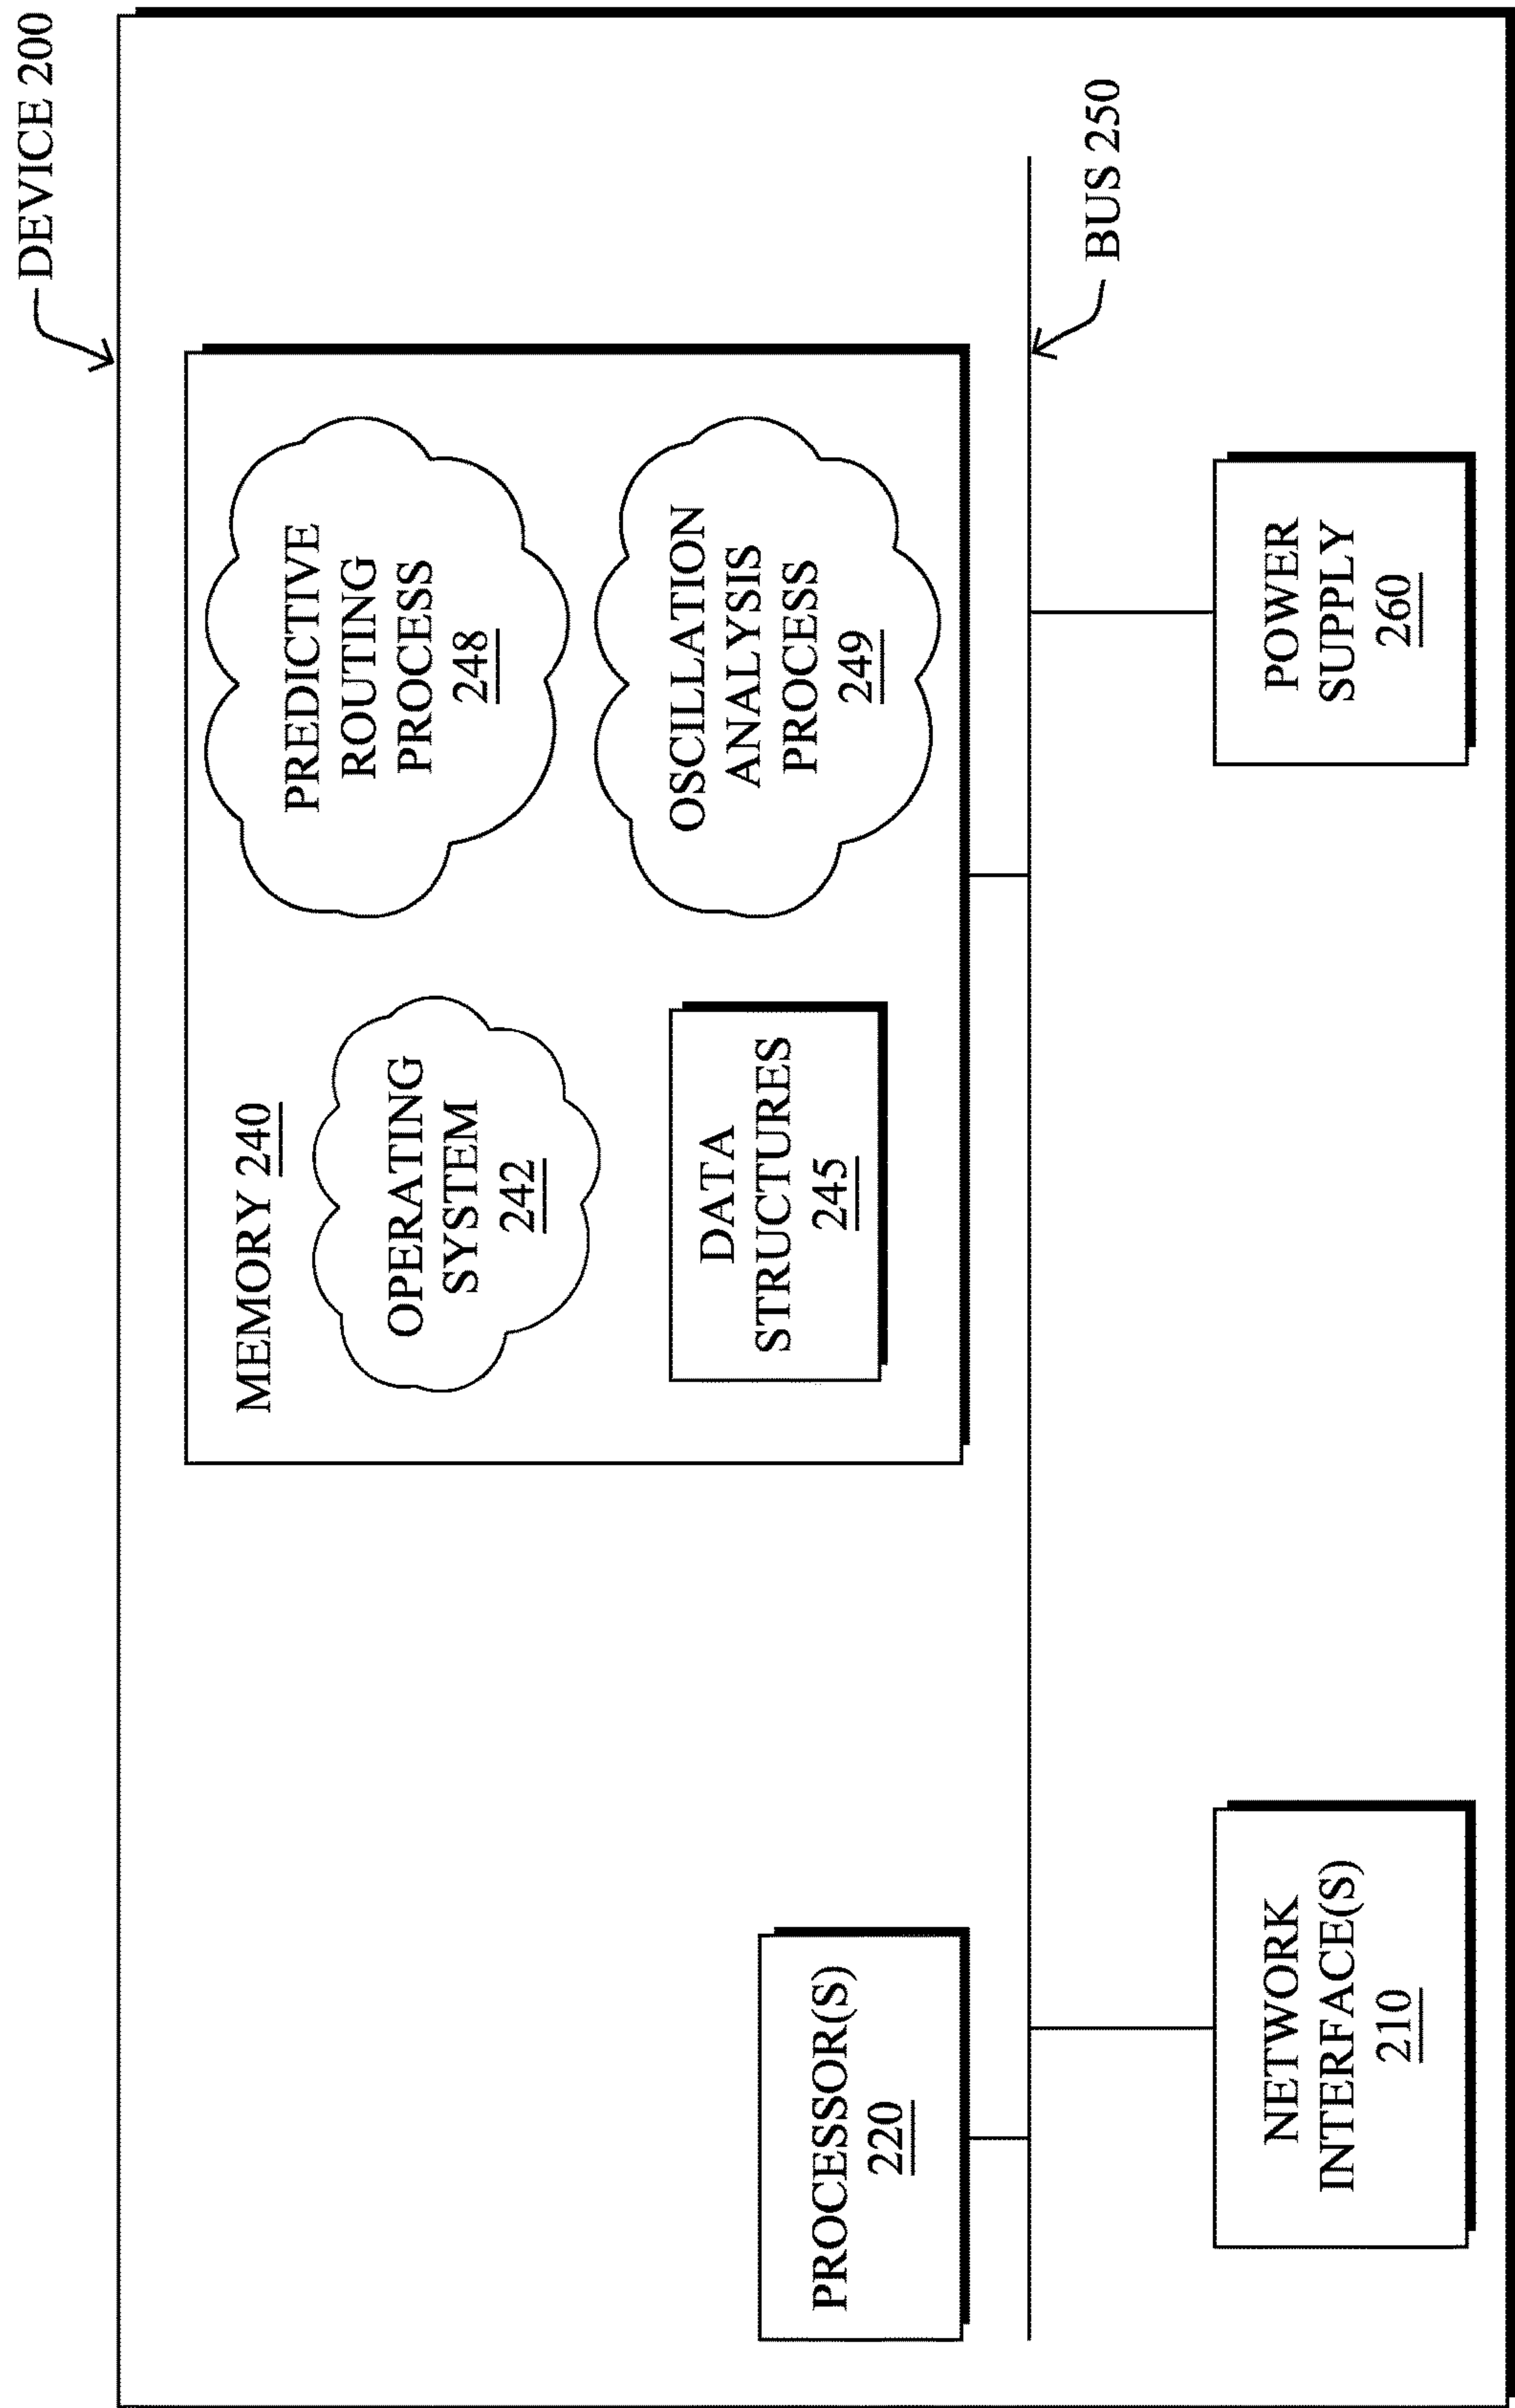 DEVICE 200
MEMORY 240
OPERATING
SYSTEM
242
PREDICTIVE
ROUTING
PROCESS
248
DATA
STRUCTURES
245
OSCILLATION
ANALYSIS
PROCESS
249
PROCESSOR(S)
220
BUS 250
NETWORK
INTERFACE(S)
210
POWER
SUPPLY
260